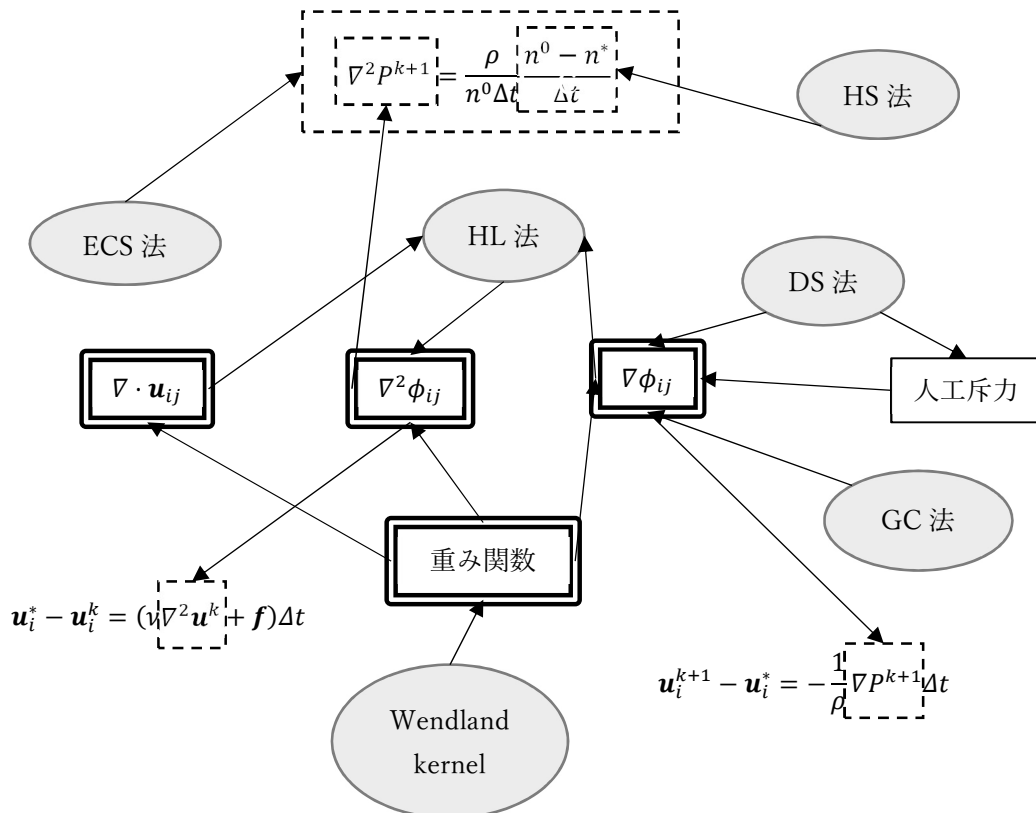 ∇²P^{k+1} = ρ/(n⁰Δt) (n⁰ − n*)/Δt
HS 法
ECS 法
HL 法
DS 法
∇ · u_{ij}
∇²ϕ_{ij}
∇ϕ_{ij}
人工斥力
GC 法
重み関数
u_i^* − u_i^k = (ν∇²u^k + f)Δt
u_i^{k+1} − u_i^* = −(1/ρ)∇P^{k+1}Δt
Wendland
kernel